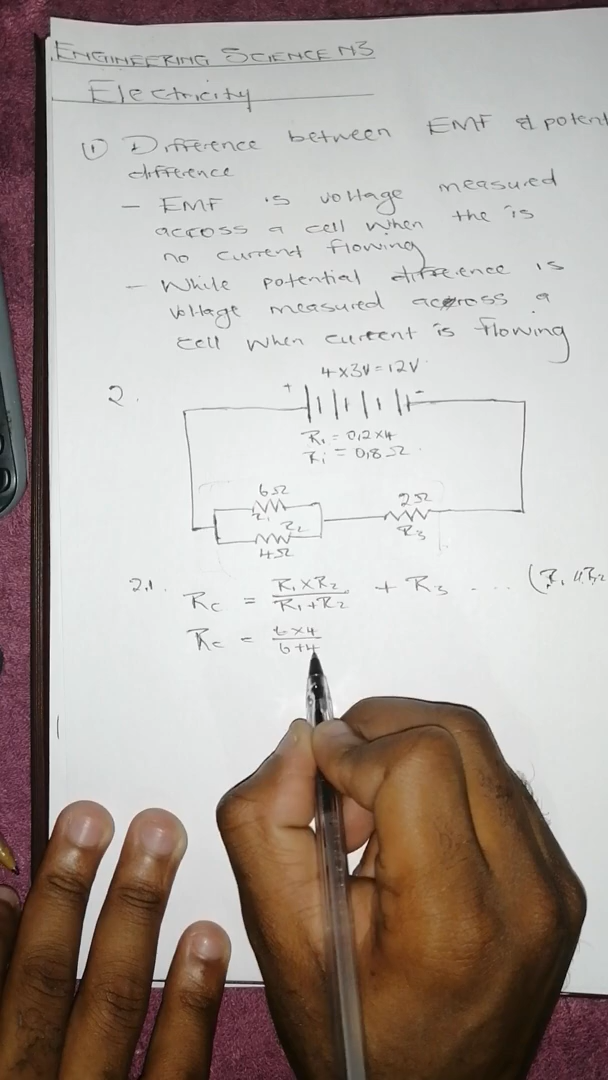 ENGINEERING SCIENCE N3
Electricity
① Difference between EMF & potent
difference
- EMF is voltage measured
across a cell when the is
no current flowing
- While potential difference is
voltage measured across a
cell when current is flowing
2.
4×3V=12V
+ -
Ri = 0,2×4
Ri = 0,8Ω
6Ω
R1
R2
4Ω
2Ω
R3
2.1. Rc = R1×R2 / R1+R2 + R3 ... (R1 // R2
Rc = 6×4 / 6+4